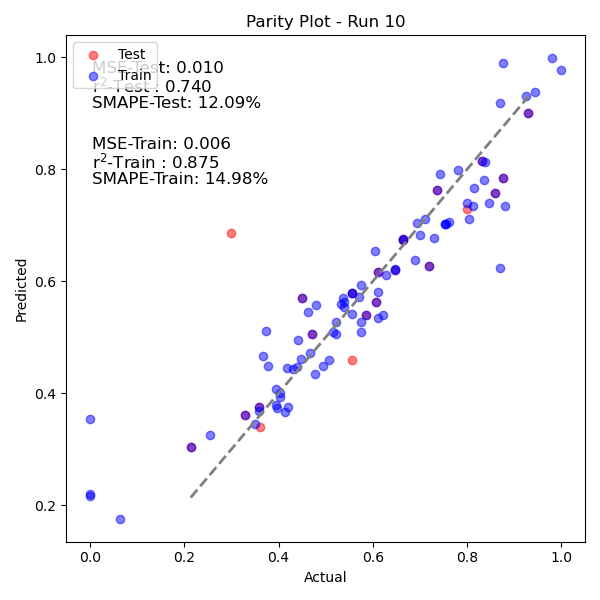 Parity Plot - Run 10
Test
Train
MSE-Test: 0.010
r²-Test : 0.740
SMAPE-Test: 12.09%
MSE-Train: 0.006
r²-Train : 0.875
SMAPE-Train: 14.98%
Predicted
1.0
0.8
0.6
0.4
0.2
0.0 0.2 0.4 0.6 0.8 1.0
Actual